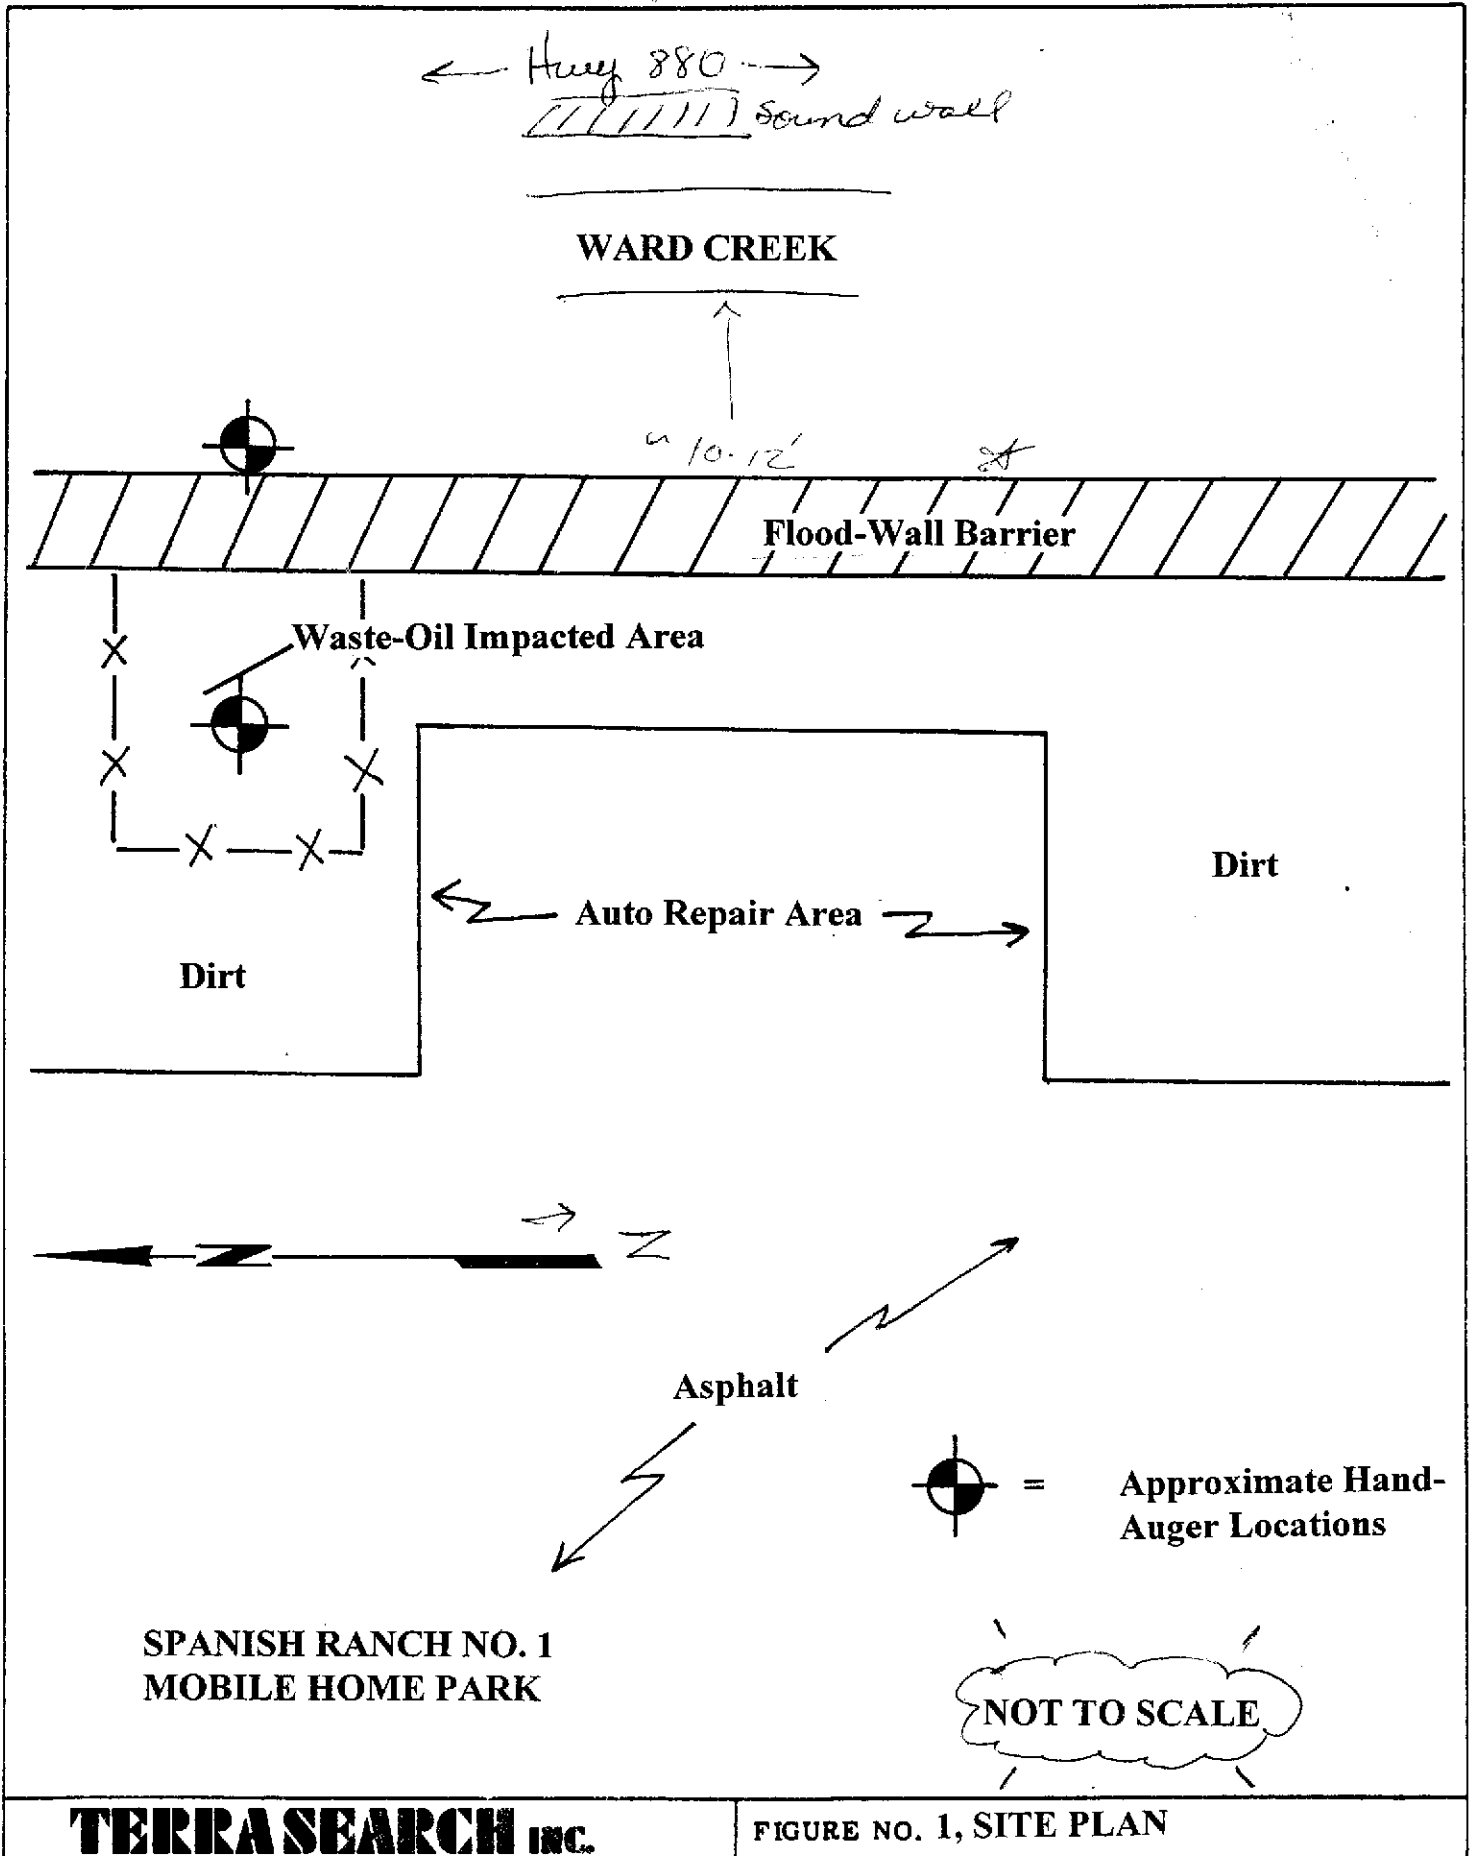 Hwy 880
sound wall
WARD CREEK
~ 10-12'
Flood-Wall Barrier
Waste-Oil Impacted Area
Dirt
Auto Repair Area
Dirt
N
N
Asphalt
= Approximate Hand-
Auger Locations
SPANISH RANCH NO. 1
MOBILE HOME PARK
NOT TO SCALE
TERRASEARCH INC.
FIGURE NO. 1, SITE PLAN